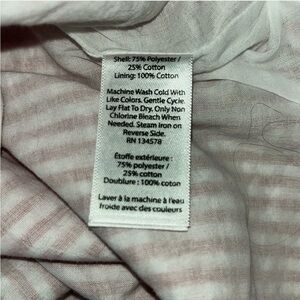 Shell: 75% Polyester /
25% Cotton
Lining: 100% Cotton
Machine Wash Cold With
Like Colors. Gentle Cycle.
Lay Flat To Dry. Only Non
Chlorine Bleach When
Needed. Steam Iron on
Reverse Side.
RN 134578
Étoffe extérieure :
75% polyester /
25% cotton
Doublure : 100% coton
Laver à la machine à l'eau
froide avec des couleurs